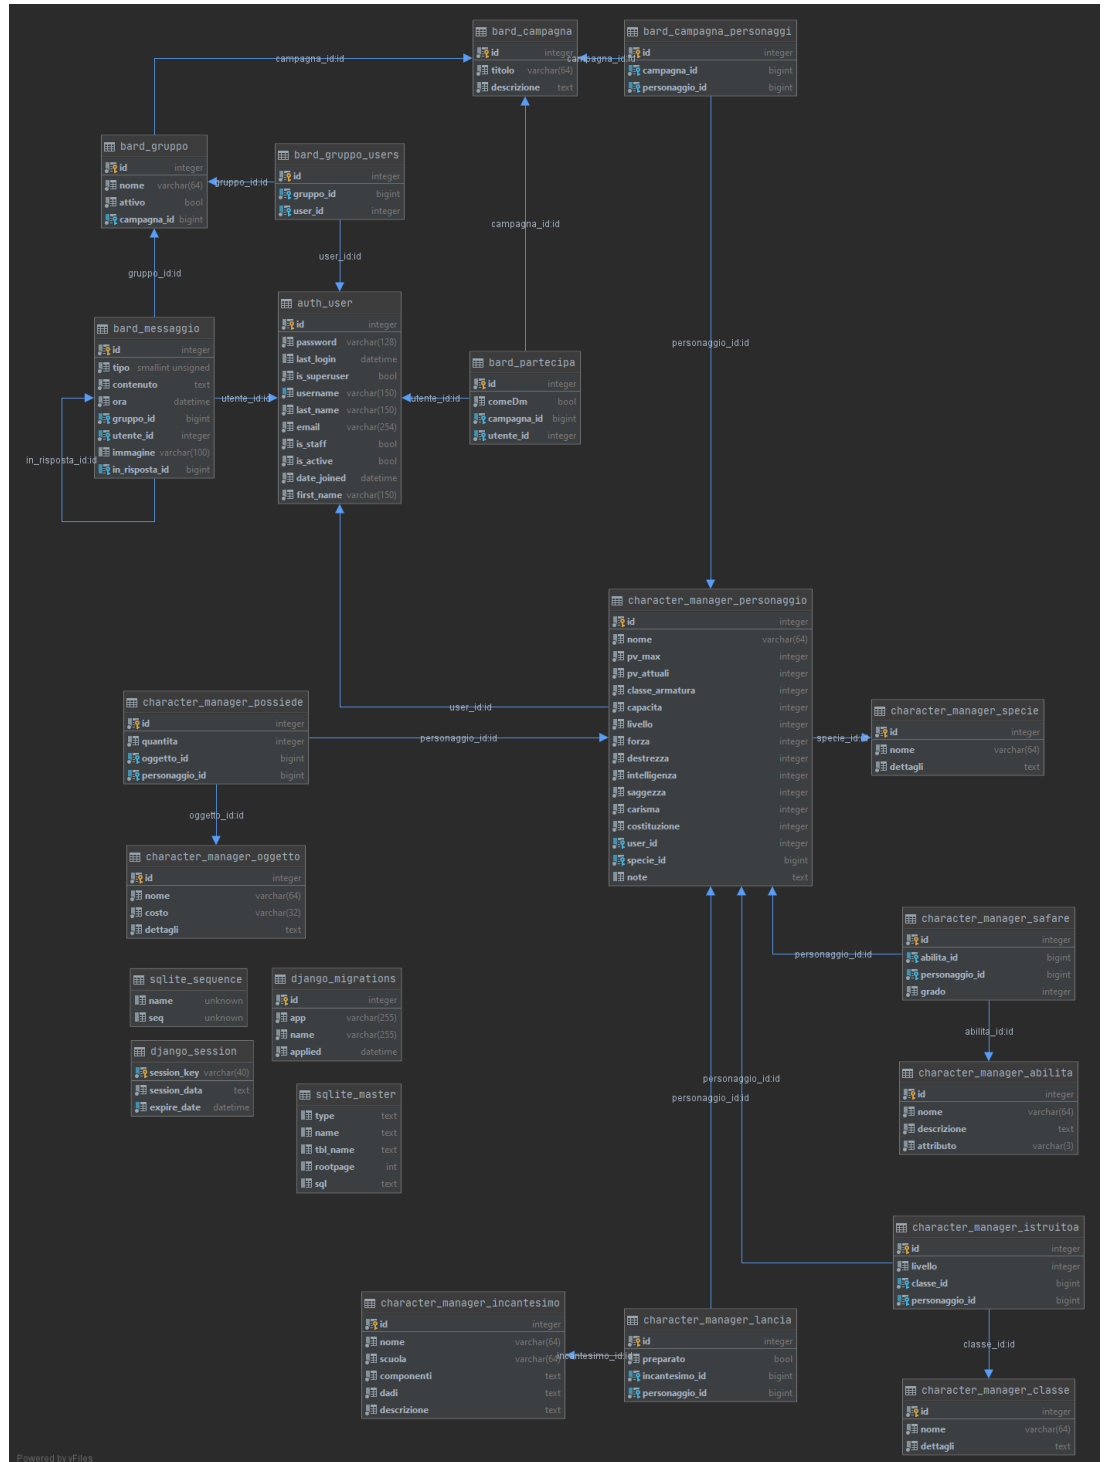 bard_campagna
id integer
titolo varchar(64)
descrizione text
bard_campagna_personaggi
id integer
campagna_id bigint
personaggio_id bigint
campagna_id:id
campagna_id:id
bard_gruppo
id integer
nome varchar(64)
attivo bool
campagna_id bigint
bard_gruppo_users
id integer
gruppo_id bigint
user_id integer
gruppo_id:id
campagna_id:id
user_id:id
gruppo_id:id
auth_user
id integer
password varchar(128)
last_login datetime
is_superuser bool
username varchar(150)
last_name varchar(150)
email varchar(254)
is_staff bool
is_active bool
date_joined datetime
first_name varchar(150)
bard_messaggio
id integer
tipo smallint unsigned
contenuto text
ora datetime
gruppo_id bigint
utente_id integer
immagine varchar(100)
in_risposta_id bigint
utente_id:id
in_risposta_id:id
bard_partecipa
id integer
comeDm bool
campagna_id bigint
utente_id integer
utente_id:id
personaggio_id:id
character_manager_personaggio
id integer
nome varchar(64)
pv_max integer
pv_attuali integer
classe_armatura integer
capacita integer
livello integer
forza integer
destrezza integer
intelligenza integer
saggezza integer
carisma integer
costituzione integer
user_id integer
specie_id bigint
note text
character_manager_possiede
id integer
quantita integer
oggetto_id bigint
personaggio_id bigint
user_id:id
personaggio_id:id
specie_id:id
character_manager_specie
id integer
nome varchar(64)
dettagli text
oggetto_id:id
character_manager_oggetto
id integer
nome varchar(64)
costo varchar(32)
dettagli text
character_manager_safare
id integer
abilita_id bigint
personaggio_id bigint
grado integer
personaggio_id:id
abilita_id:id
sqlite_sequence
name unknown
seq unknown
django_migrations
id integer
app varchar(255)
name varchar(255)
applied datetime
django_session
session_key varchar(40)
session_data text
expire_date datetime
sqlite_master
type text
name text
tbl_name text
rootpage int
sql text
character_manager_abilita
id integer
nome varchar(64)
descrizione text
attributo varchar(3)
personaggio_id:id
personaggio_id:id
character_manager_istruitoa
id integer
livello integer
classe_id bigint
personaggio_id bigint
character_manager_incantesimo
id integer
nome varchar(64)
scuola varchar(64)
componenti text
dadi text
descrizione text
incantesimo_id:id
character_manager_lancia
id integer
preparato bool
incantesimo_id bigint
personaggio_id bigint
classe_id:id
character_manager_classe
id integer
nome varchar(64)
dettagli text
Powered by yFiles